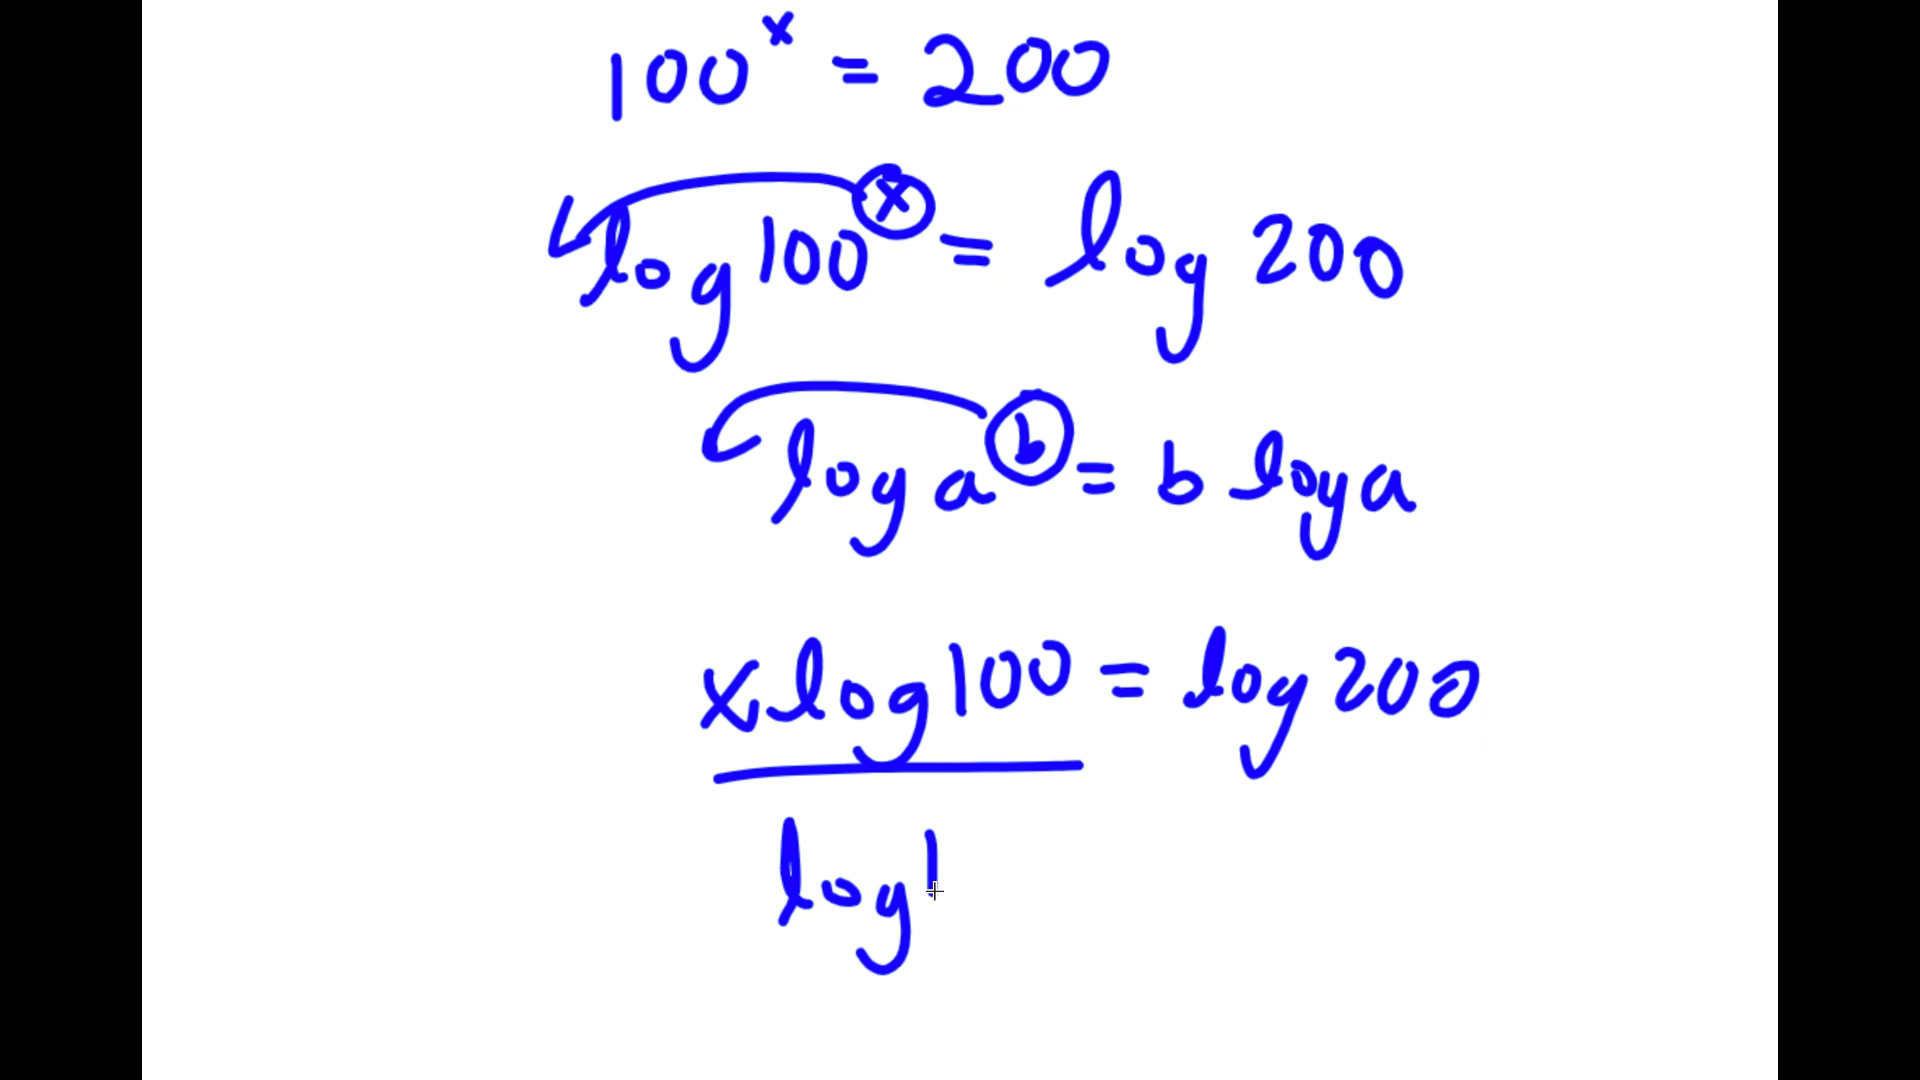 100^x = 200
log 100^x = log 200
log a^b = b log a
x log 100 = log 200
log 1